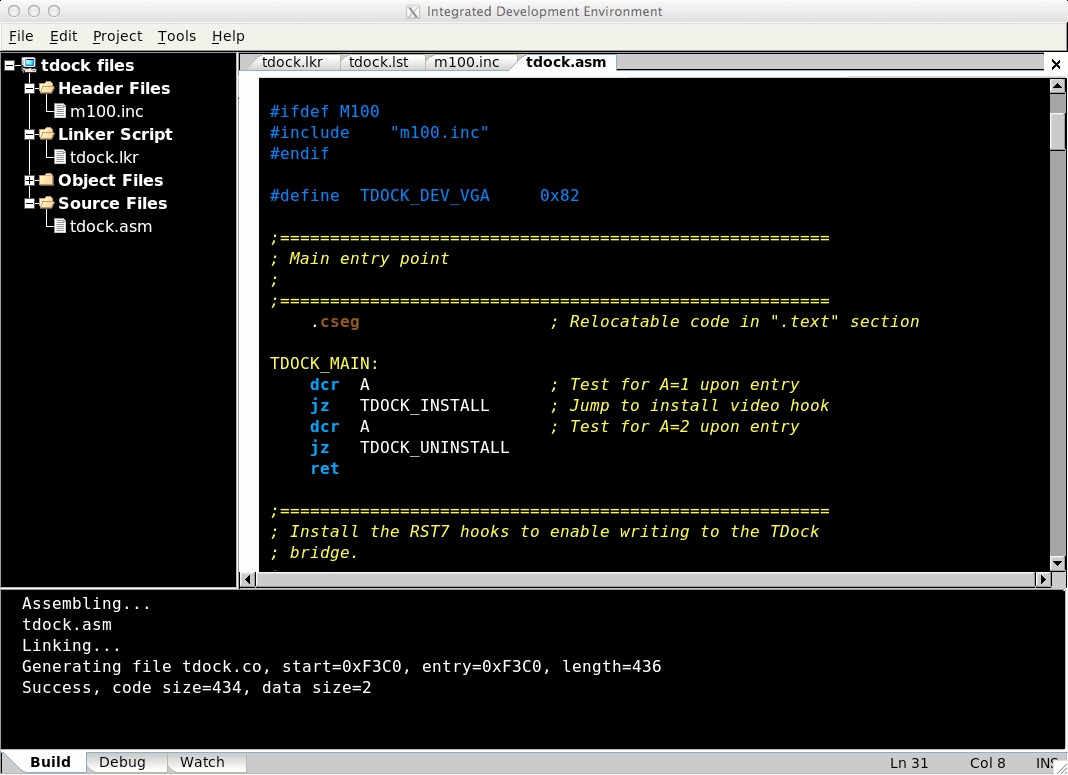 Integrated Development Environment
File Edit Project Tools Help
tdock files
Header Files
m100.inc
Linker Script
tdock.lkr
Object Files
Source Files
tdock.asm
tdock.lkr tdock.lst m100.inc tdock.asm
#ifdef M100
#include    "m100.inc"
#endif
#define  TDOCK_DEV_VGA     0x82
;=======================================================
; Main entry point
;
;=======================================================
    .cseg                   ; Relocatable code in ".text" section
TDOCK_MAIN:
    dcr  A                  ; Test for A=1 upon entry
    jz   TDOCK_INSTALL      ; Jump to install video hook
    dcr  A                  ; Test for A=2 upon entry
    jz   TDOCK_UNINSTALL
    ret
;=======================================================
; Install the RST7 hooks to enable writing to the TDock
; bridge.
Assembling...
tdock.asm
Linking...
Generating file tdock.co, start=0xF3C0, entry=0xF3C0, length=436
Success, code size=434, data size=2
Build Debug Watch
Ln 31 Col 8 INS